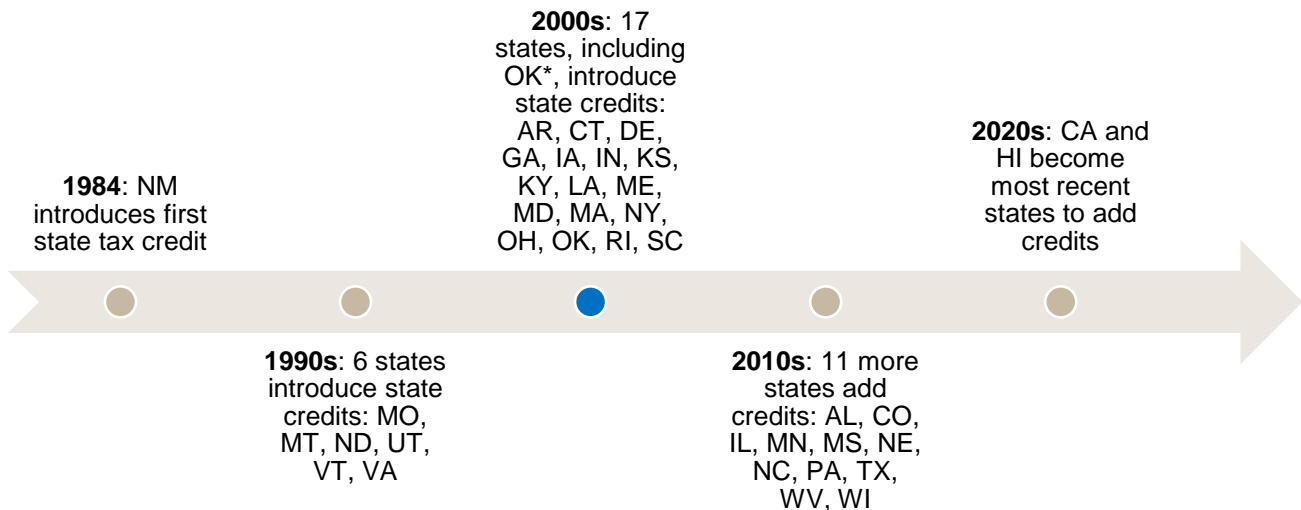 1984: NM
introduces first
state tax credit
1990s: 6 states
introduce state
credits: MO,
MT, ND, UT,
VT, VA
2000s: 17
states, including
OK*, introduce
state credits:
AR, CT, DE,
GA, IA, IN, KS,
KY, LA, ME,
MD, MA, NY,
OH, OK, RI, SC
2010s: 11 more
states add
credits: AL, CO,
IL, MN, MS, NE,
NC, PA, TX,
WV, WI
2020s: CA and
HI become
most recent
states to add
credits